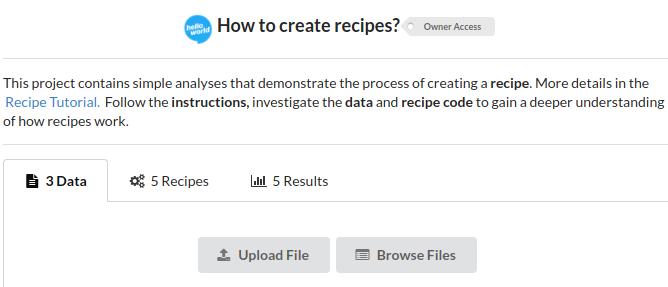 hello
world
How to create recipes? Owner Access
This project contains simple analyses that demonstrate the process of creating a recipe. More details in the
Recipe Tutorial. Follow the instructions, investigate the data and recipe code to gain a deeper understanding
of how recipes work.
3 Data 5 Recipes 5 Results
Upload File Browse Files